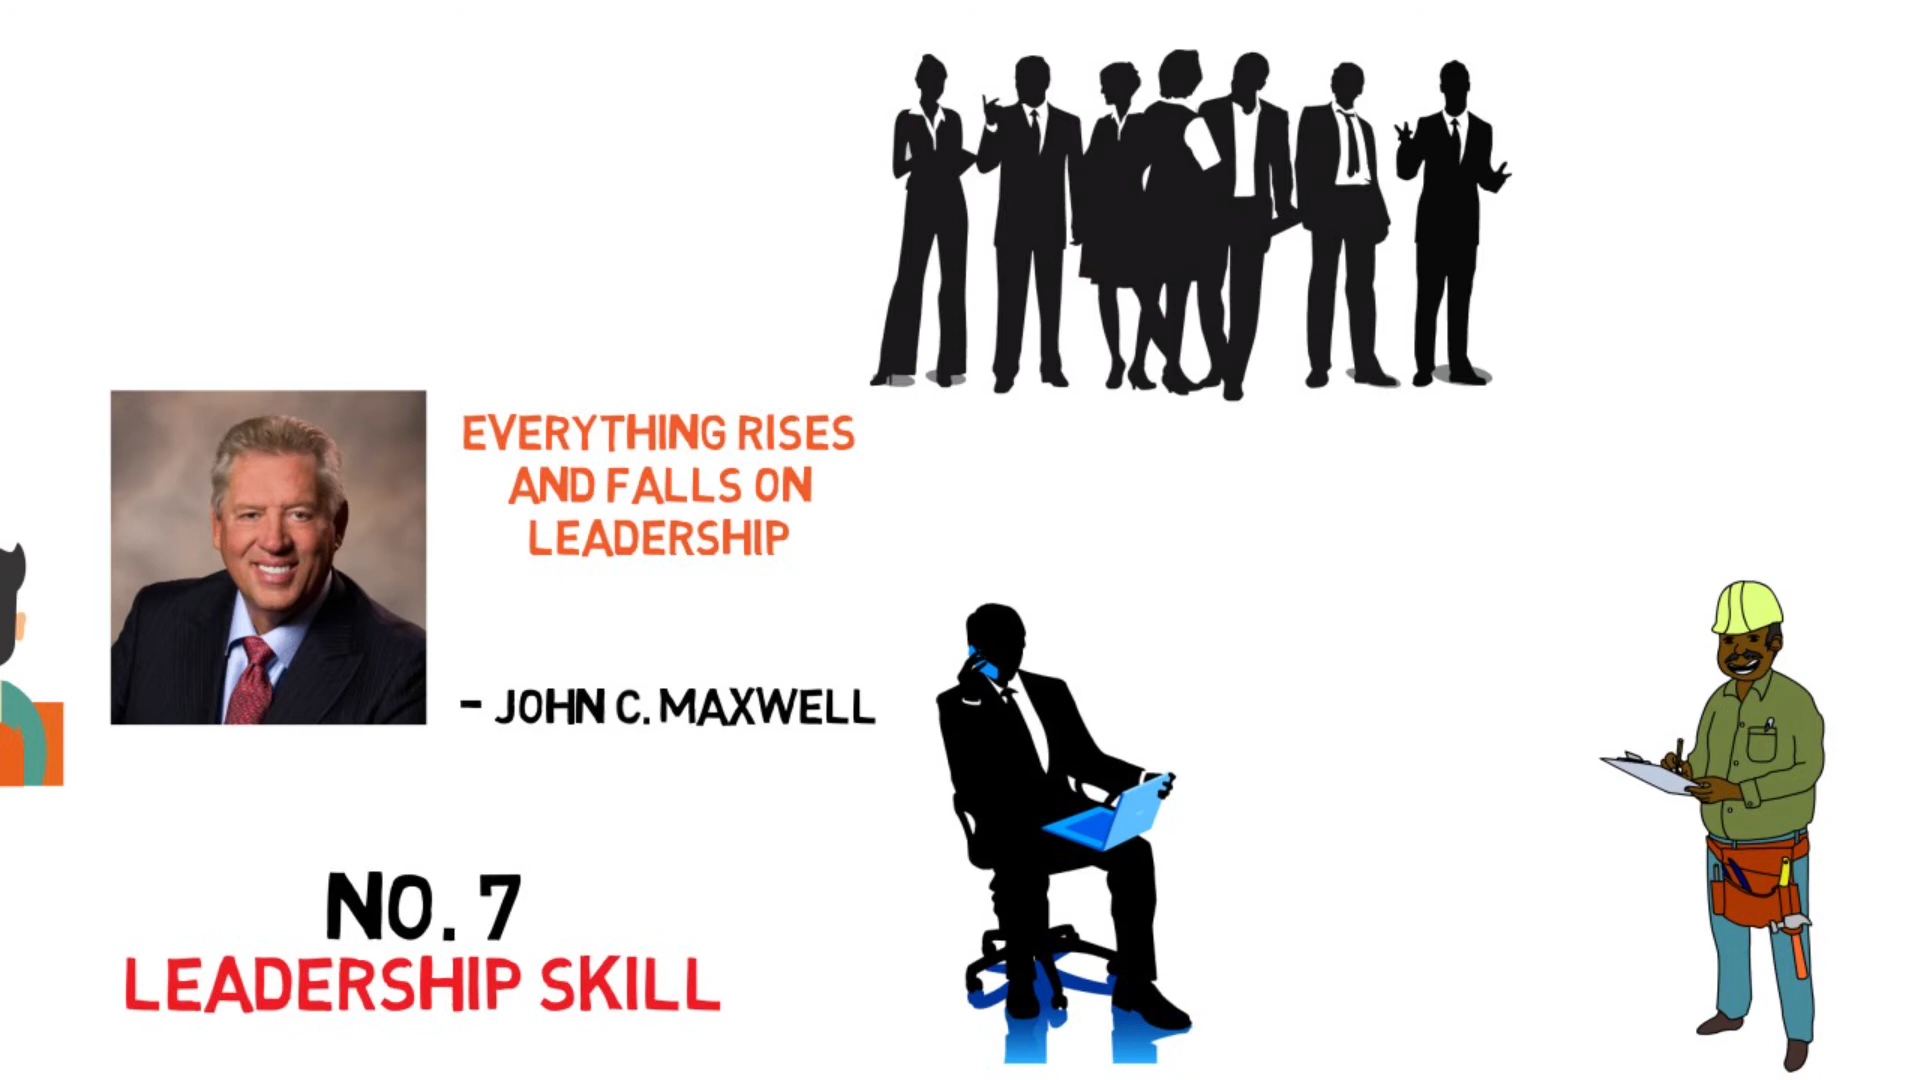 EVERYTHING RISES
AND FALLS ON
LEADERSHIP
- JOHN C. MAXWELL
NO. 7
LEADERSHIP SKILL